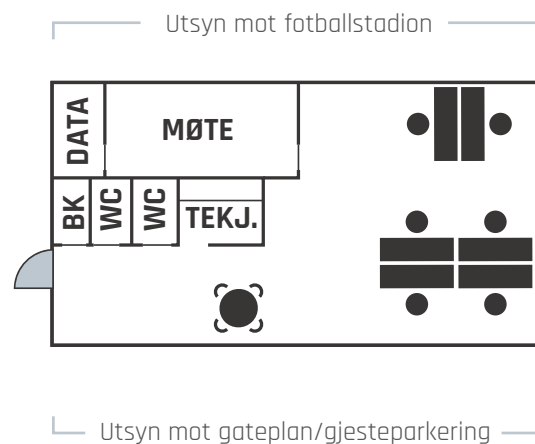 Utsyn mot fotballstadion
DATA
MØTE
BK
WC
WC
TEKJ.
Utsyn mot gateplan/gjesteparkering